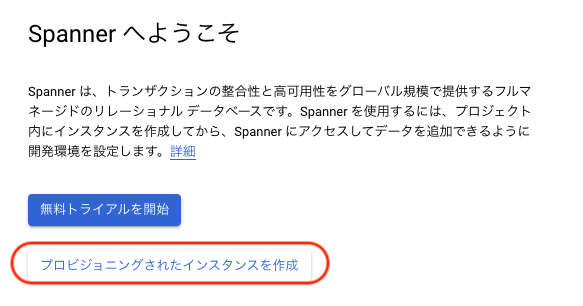 Spanner へようこそ
Spanner は、トランザクションの整合性と高可用性をグローバル規模で提供するフルマ
ネージドのリレーショナル データベースです。Spanner を使用するには、プロジェクト
内にインスタンスを作成してから、Spanner にアクセスしてデータを追加できるように
開発環境を設定します。詳細
無料トライアルを開始
プロビジョニングされたインスタンスを作成